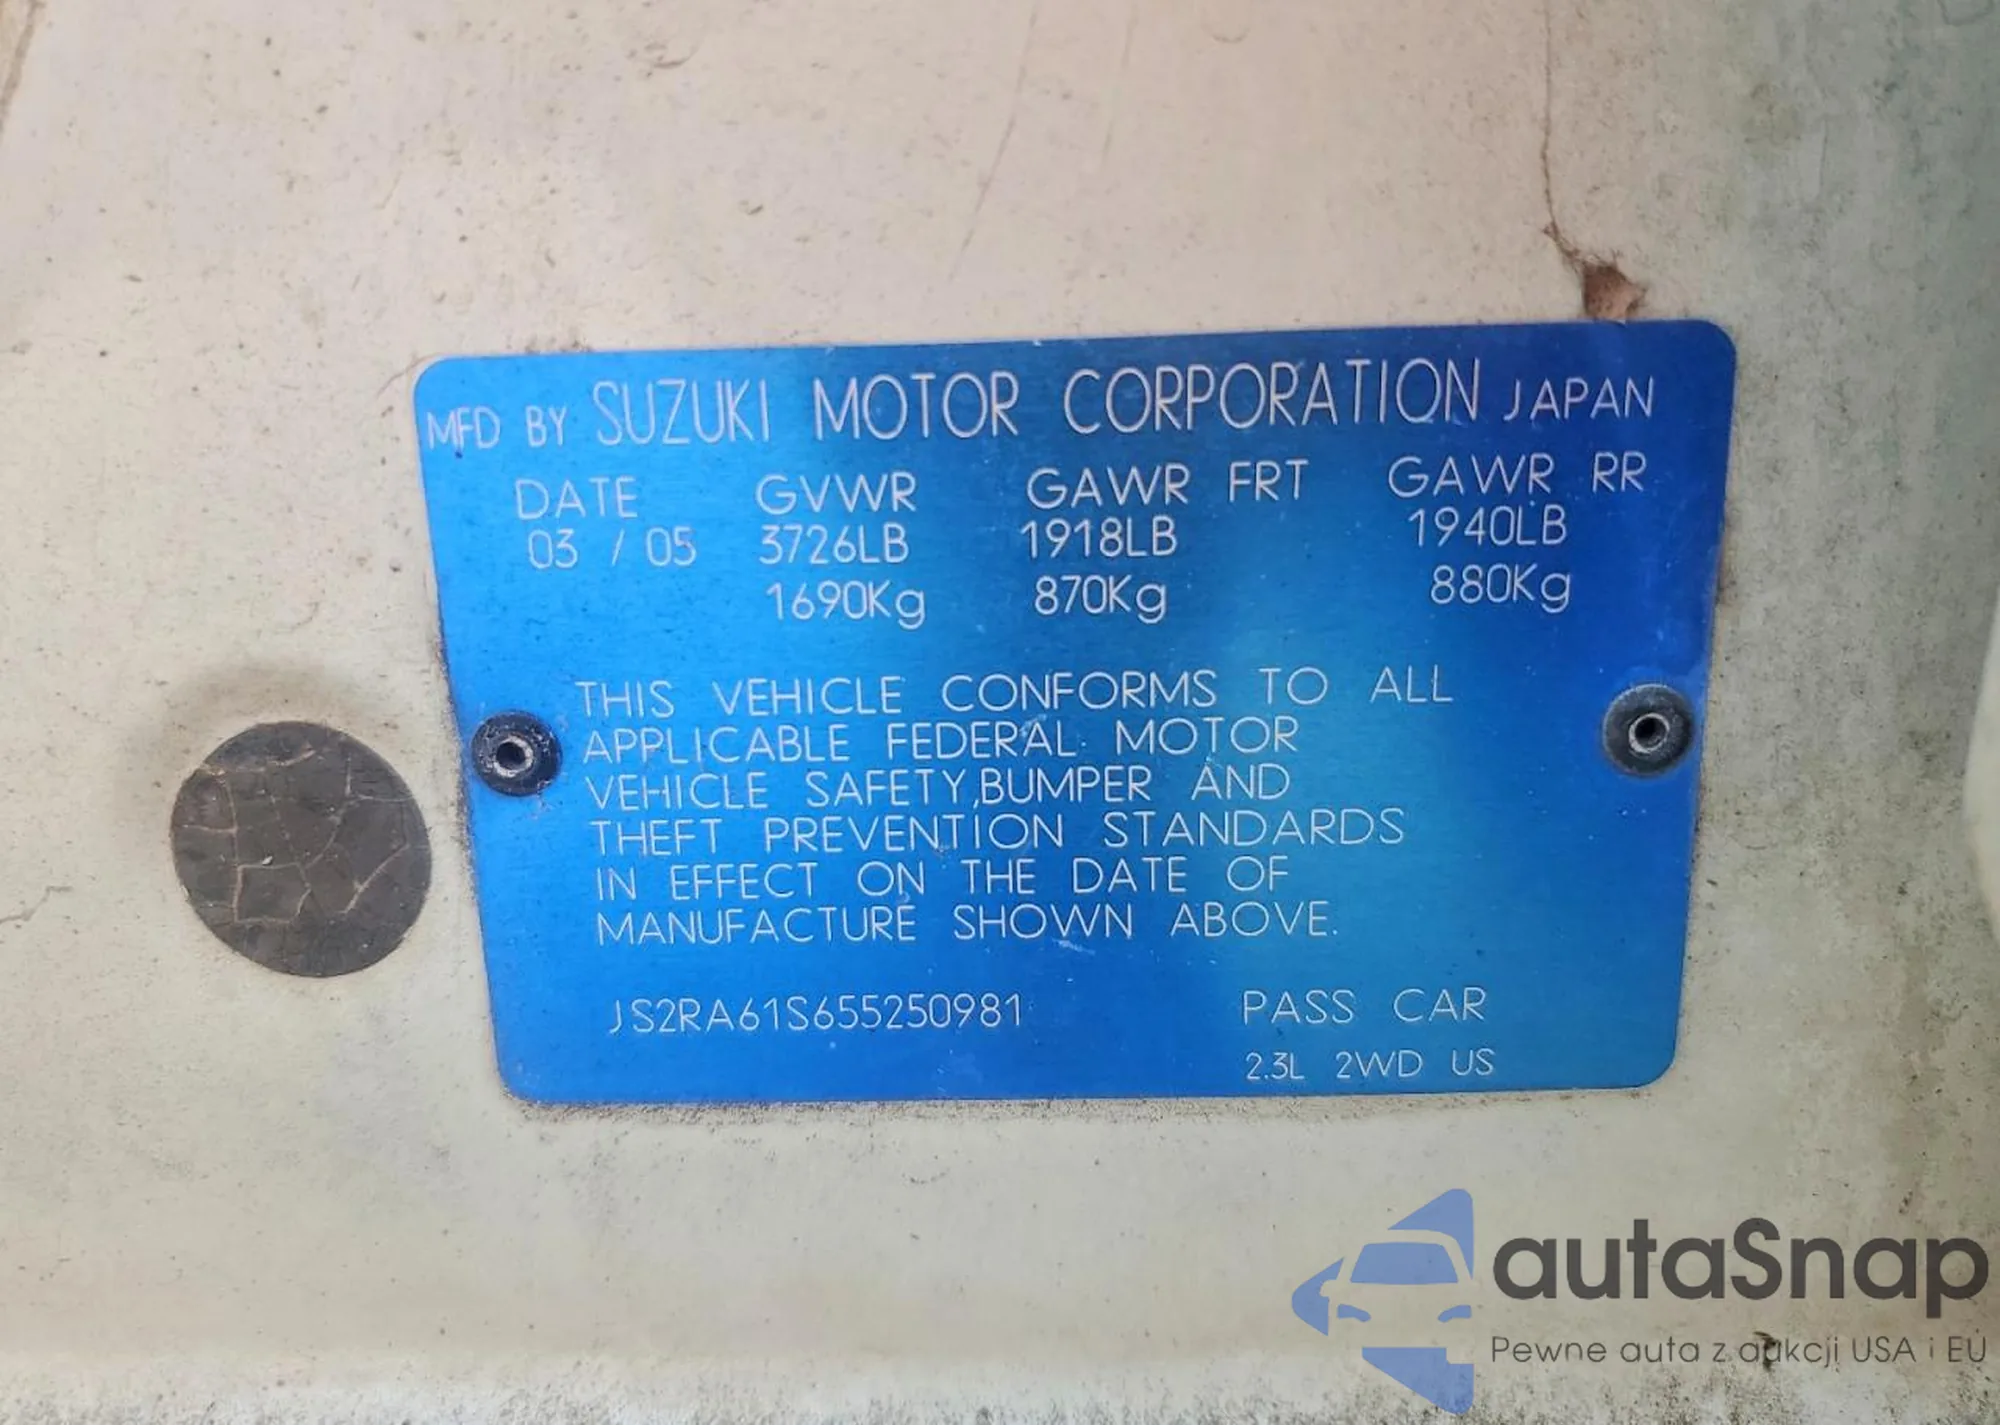 MFD BY SUZUKI MOTOR CORPORATION JAPAN
DATE GVWR GAWR FRT GAWR RR
03 / 05 3726LB 1918LB 1940LB
1690Kg 870Kg 880Kg
THIS VEHICLE CONFORMS TO ALL
APPLICABLE FEDERAL MOTOR
VEHICLE SAFETY,BUMPER AND
THEFT PREVENTION STANDARDS
IN EFFECT ON THE DATE OF
MANUFACTURE SHOWN ABOVE.
JS2RA61S655250981 PASS CAR
2.3L 2WD US
autaSnap
Pewne auta z aukcji USA i EU